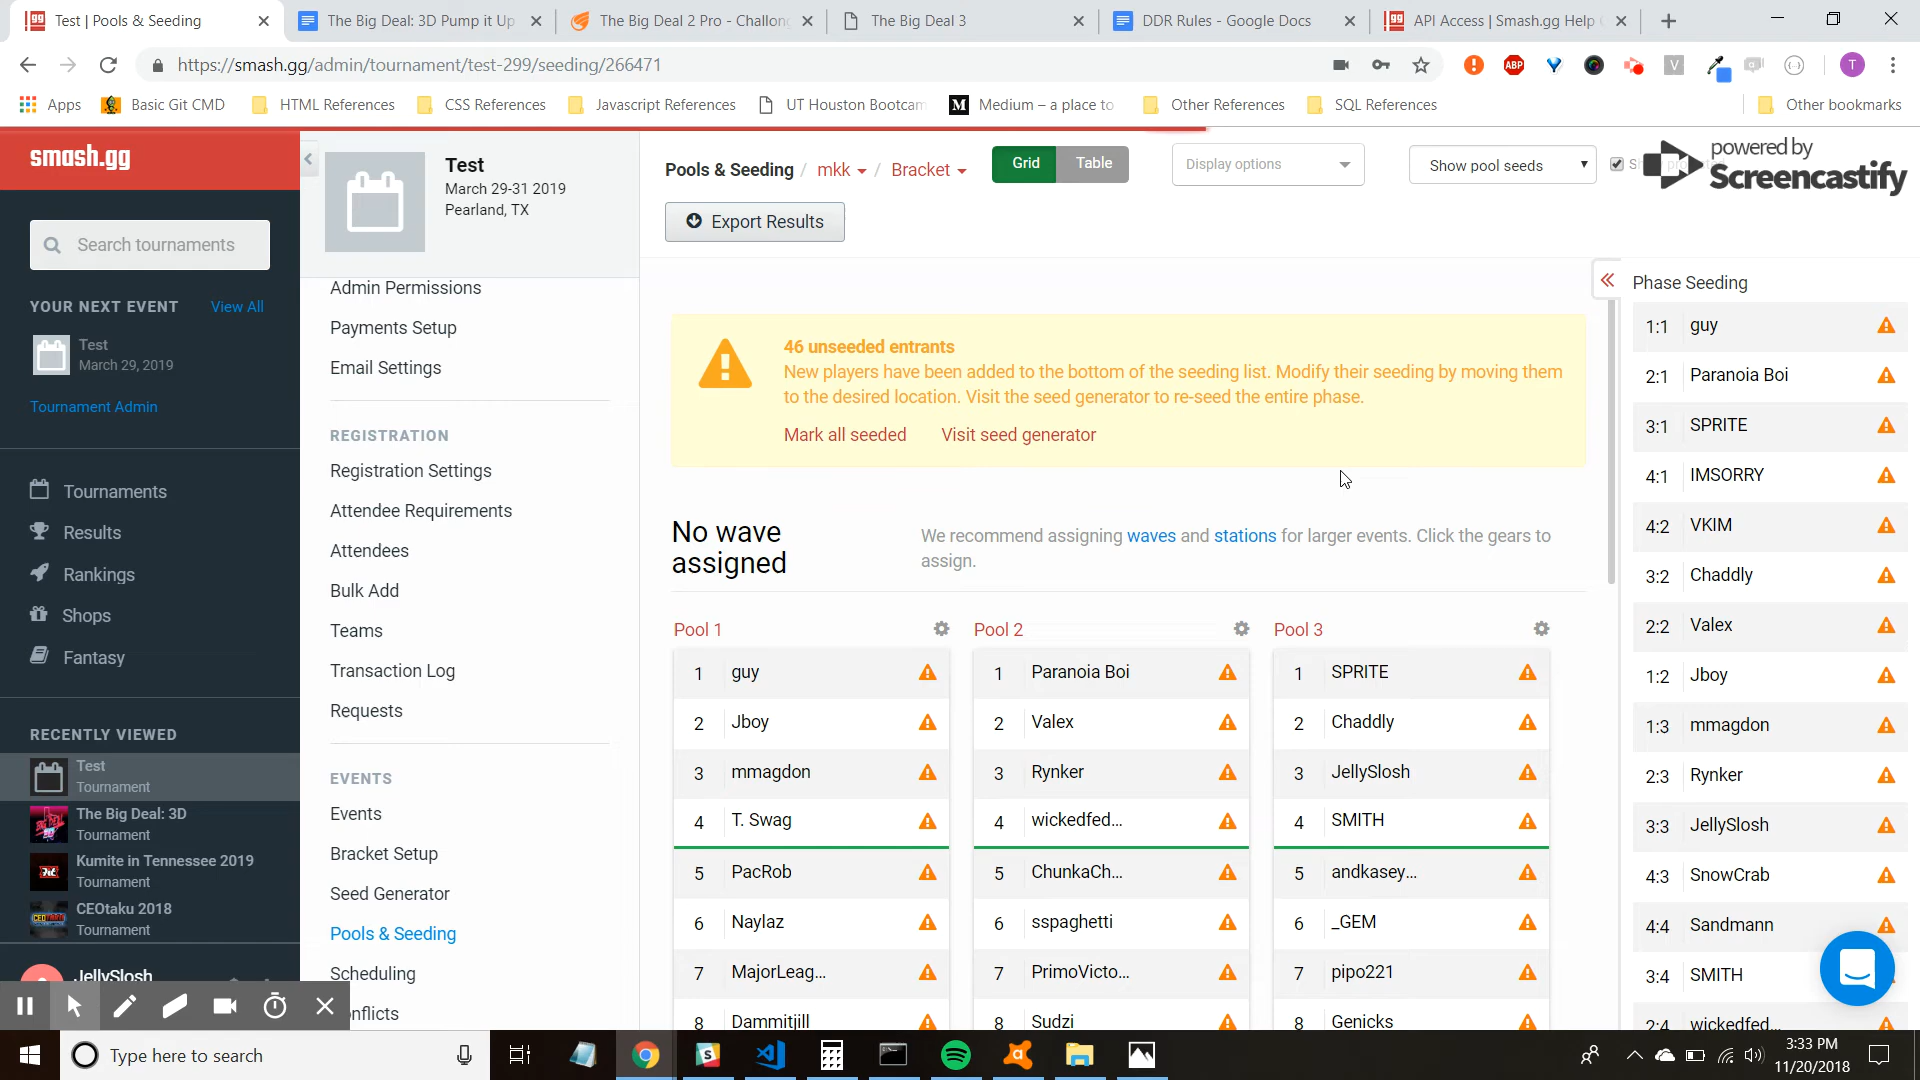 Test | Pools & Seeding
The Big Deal: 3D Pump it Up
The Big Deal 2 Pro - Challong
The Big Deal 3
DDR Rules - Google Docs
API Access | Smash.gg Help C
https://smash.gg/admin/tournament/test-299/seeding/266471
ABP
V
T
Apps
Basic Git CMD
HTML References
CSS References
Javascript References
UT Houston Bootcam
M
Medium – a place to
Other References
SQL References
Other bookmarks
smash.gg
Search tournaments
YOUR NEXT EVENT
View All
Test
March 29, 2019
Tournament Admin
Tournaments
Results
Rankings
Shops
Fantasy
RECENTLY VIEWED
Test
Tournament
The Big Deal: 3D
Tournament
Kumite in Tennessee 2019
Tournament
CEOtaku 2018
Tournament
JellySlosh
Test
March 29-31 2019
Pearland, TX
Admin Permissions
Payments Setup
Email Settings
REGISTRATION
Registration Settings
Attendee Requirements
Attendees
Bulk Add
Teams
Transaction Log
Requests
EVENTS
Events
Bracket Setup
Seed Generator
Pools & Seeding
Scheduling
onflicts
Pools & Seeding / mkk / Bracket
Grid
Table
Display options
Show pool seeds
powered by
Screencastify
Export Results
46 unseeded entrants
New players have been added to the bottom of the seeding list. Modify their seeding by moving them
to the desired location. Visit the seed generator to re-seed the entire phase.
Mark all seeded
Visit seed generator
No wave
assigned
We recommend assigning waves and stations for larger events. Click the gears to
assign.
Pool 1
1 guy
2 Jboy
3 mmagdon
4 T. Swag
5 PacRob
6 Naylaz
7 MajorLeag...
8 Dammitjill
Pool 2
1 Paranoia Boi
2 Valex
3 Rynker
4 wickedfed...
5 ChunkaCh...
6 sspaghetti
7 PrimoVicto...
8 Sudzi
Pool 3
1 SPRITE
2 Chaddly
3 JellySlosh
4 SMITH
5 andkasey...
6 _GEM
7 pipo221
8 Genicks
Phase Seeding
1:1 guy
2:1 Paranoia Boi
3:1 SPRITE
4:1 IMSORRY
4:2 VKIM
3:2 Chaddly
2:2 Valex
1:2 Jboy
1:3 mmagdon
2:3 Rynker
3:3 JellySlosh
4:3 SnowCrab
4:4 Sandmann
3:4 SMITH
2:4 wickedfed...
Type here to search
3:33 PM
11/20/2018